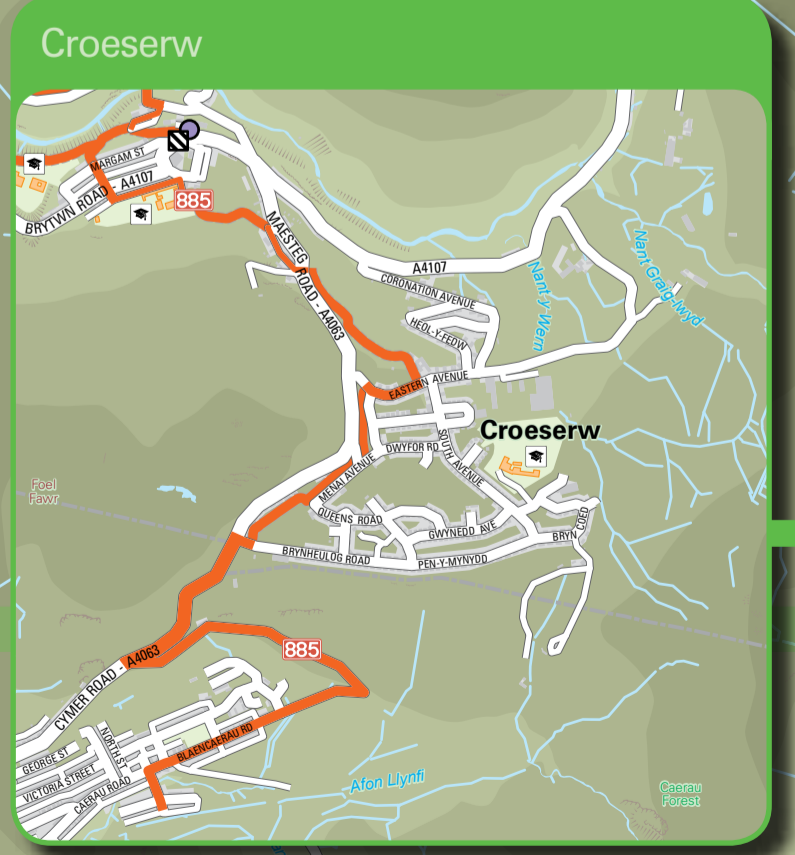 Croeserw
MARGAM ST
BRYTWN ROAD - A4107
885
MAESTEG ROAD - A4063
A4107
CORONATION AVENUE
HEOL-Y-FEDW
Nant y Wern
Nant Graig-lwyd
EASTERN AVENUE
Croeserw
DWYFOR RD
SOUTH AVENUE
MENAI AVENUE
Foel
Fawr
QUEENS ROAD
GWYNEDD AVE
BRYN COED
BRYNHEULOG ROAD
PEN-Y-MYNYDD
885
CYMER ROAD - A4063
BLAENCAERAU RD
NORTH ST
GEORGE ST
VICTORIA STREET
CAERAU ROAD
Afon Llynfi
Caerau
Forest